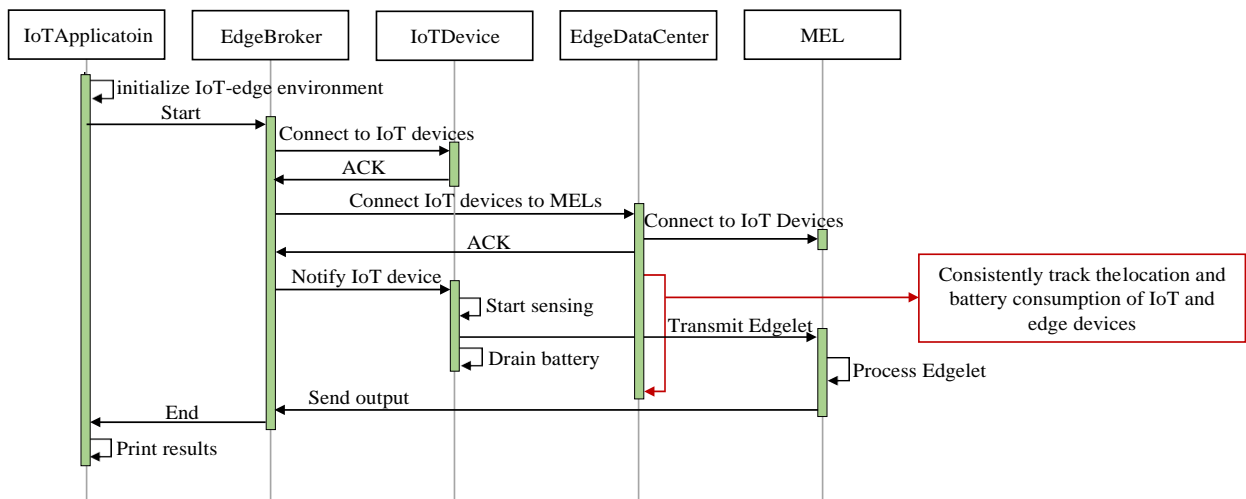 IoTApplicatoin
EdgeBroker
IoTDevice
EdgeDataCenter
MEL
initialize IoT-edge environment
Start
Connect to IoT devices
ACK
Connect IoT devices to MELs
Connect to IoT Devices
ACK
Notify IoT device
Consistently track thelocation and
battery consumption of IoT and
edge devices
Start sensing
Transmit Edgelet
Drain battery
Process Edgelet
Send output
End
Print results